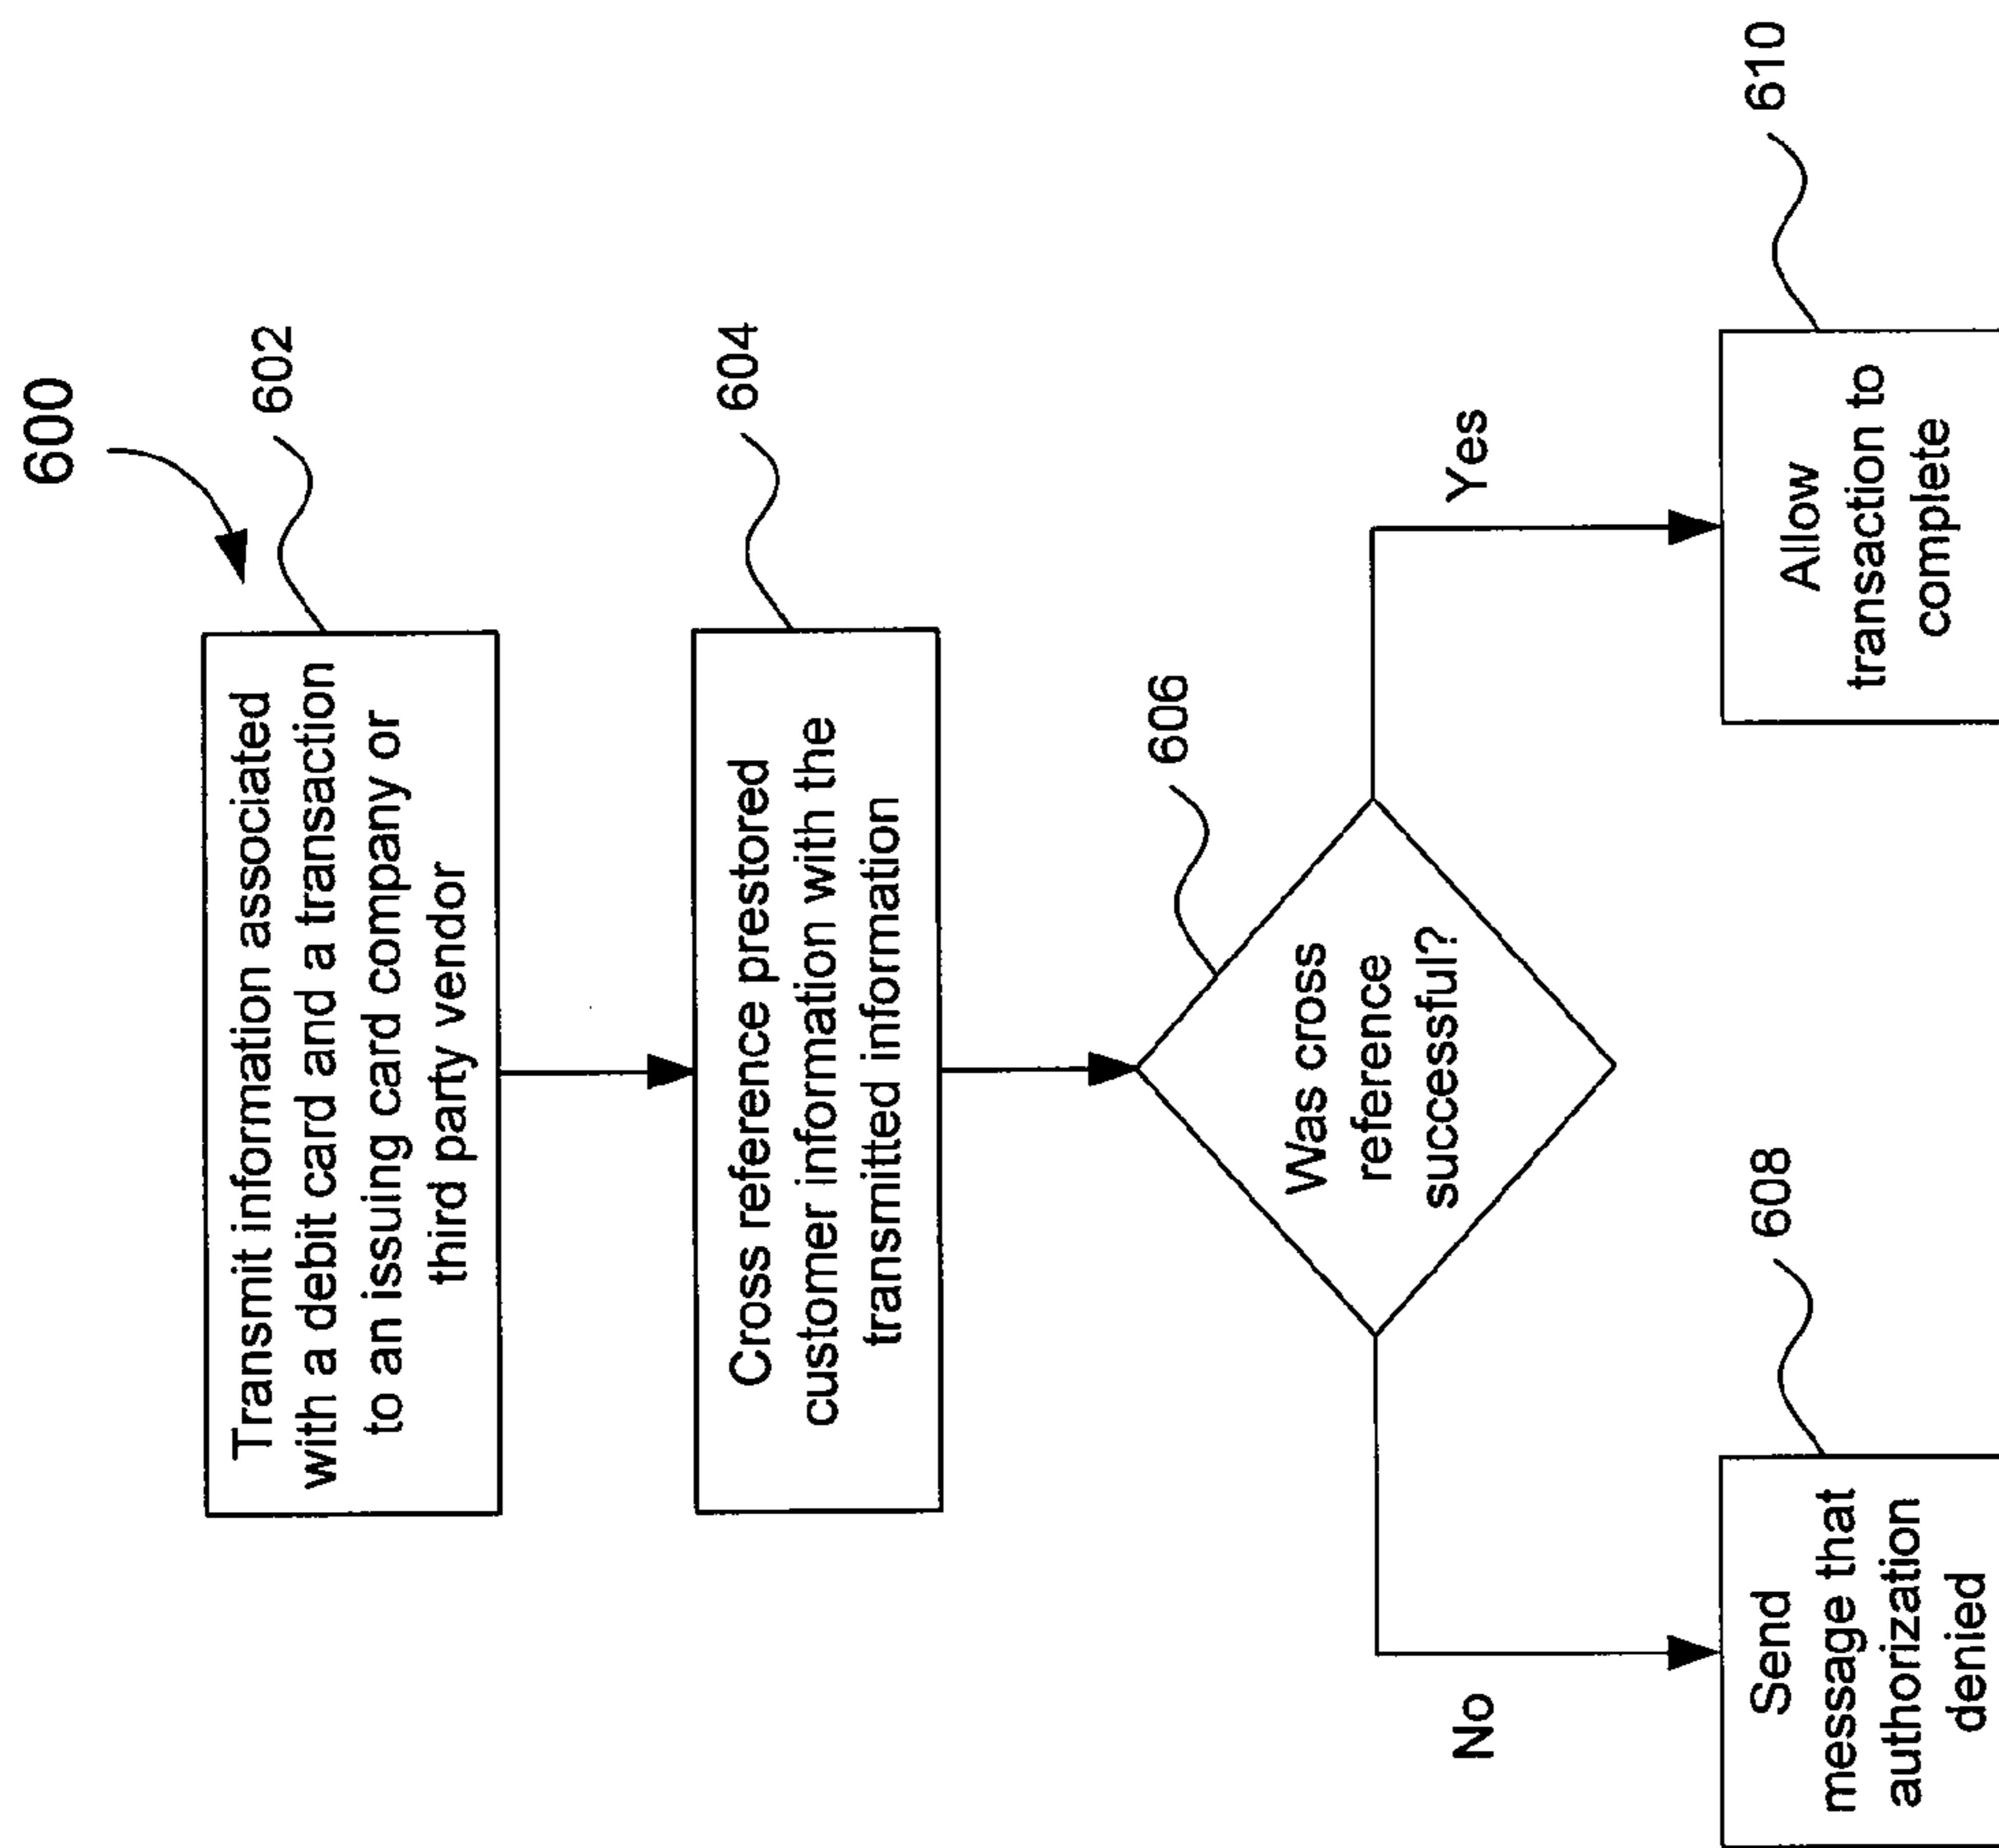 600
602
Transmit information associated
with a debit card and a transaction
to an issuing card company or
third party vendor
604
Cross reference prestored
customer information with the
transmitted information
606
Was cross
reference
successful?
No
Yes
608
Send
message that
authorization
denied
610
Allow
transaction to
complete